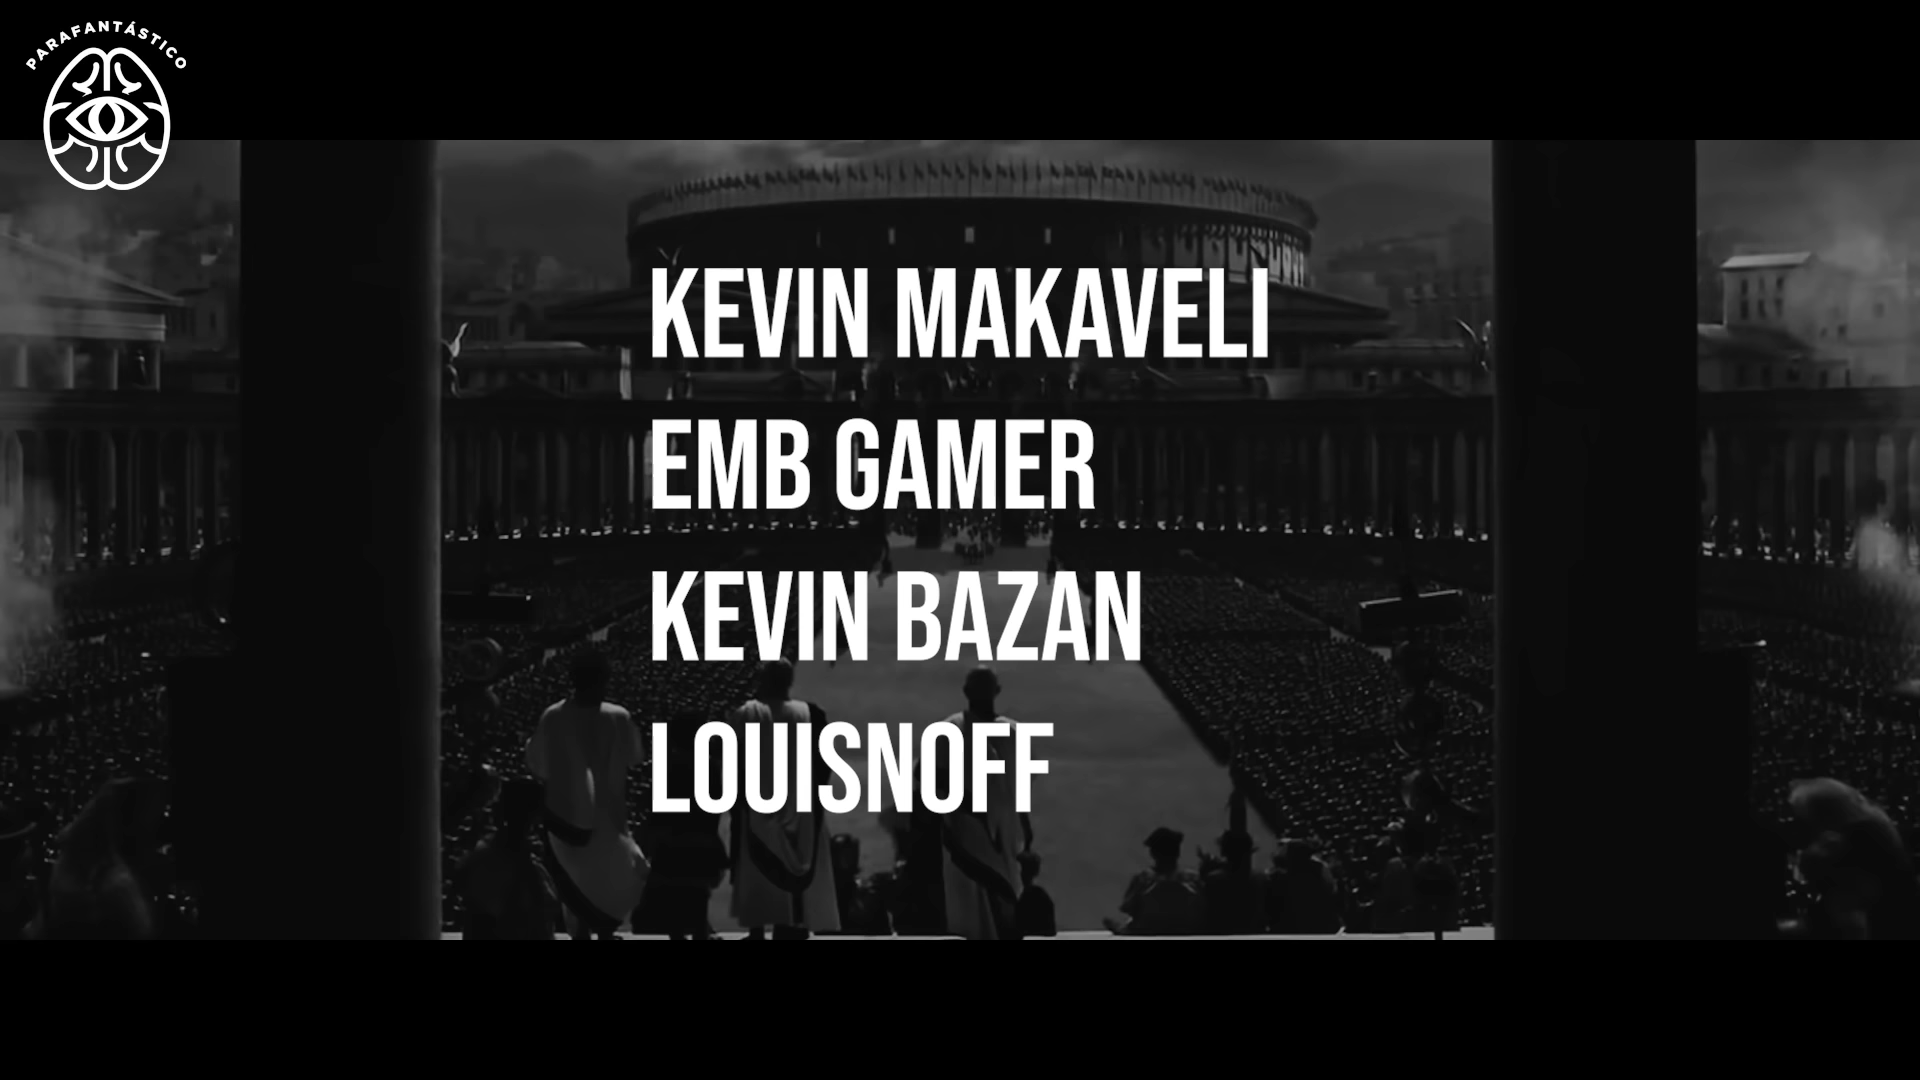 PARAFANTÁSTICO
KEVIN MAKAVELI
EMB GAMER
KEVIN BAZAN
LOUISNOFF